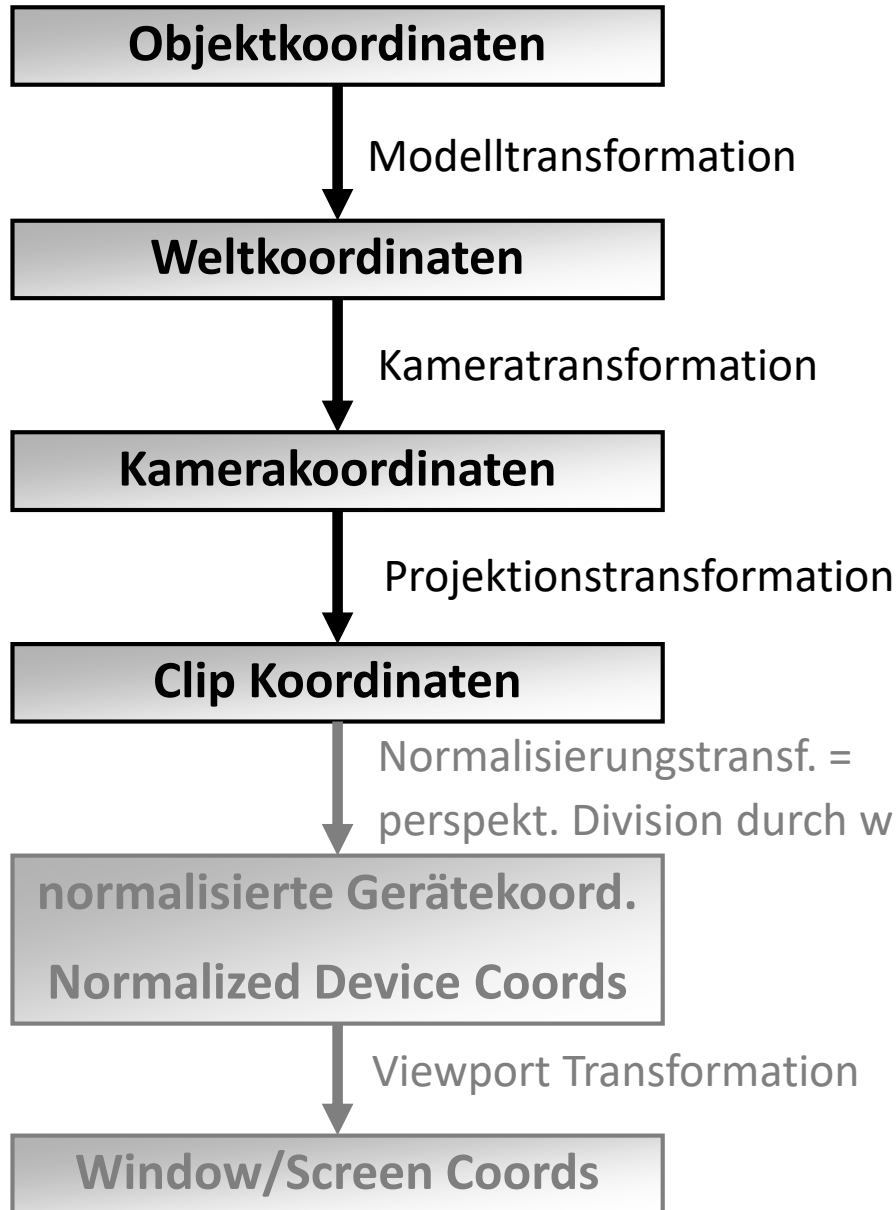 Objektkoordinaten
Modelltransformation
Weltkoordinaten
Kameratransformation
Kamerakoordinaten
Projektionstransformation
Clip Koordinaten
Normalisierungstransf. =
perspekt. Division durch w
normalisierte Gerätekoord.
Normalized Device Coords
Viewport Transformation
Window/Screen Coords